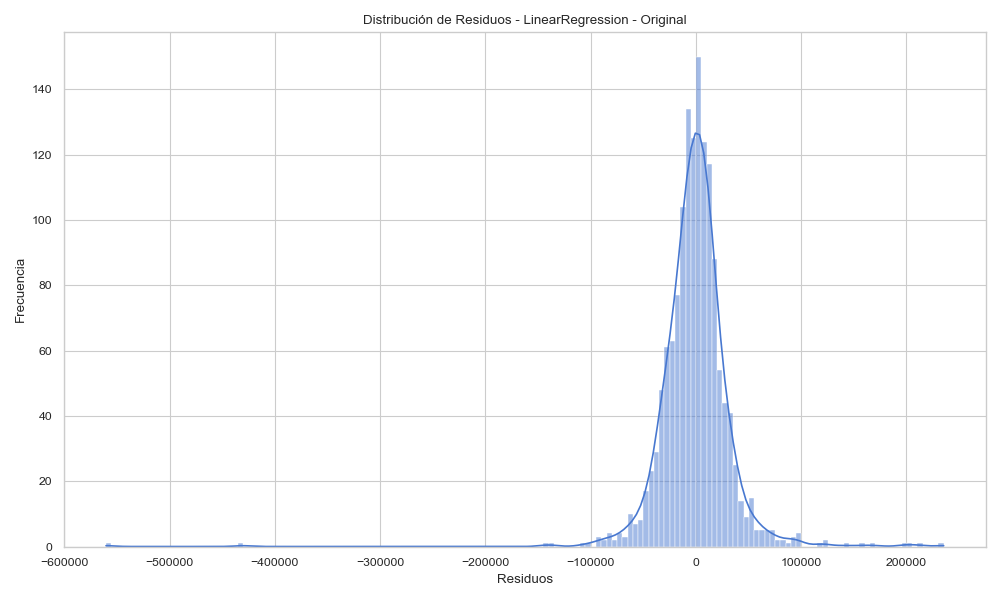 Distribución de Residuos - LinearRegression - Original
140
120
100
80
60
40
20
0
Frecuencia
−600000 −500000 −400000 −300000 −200000 −100000 0 100000 200000
Residuos